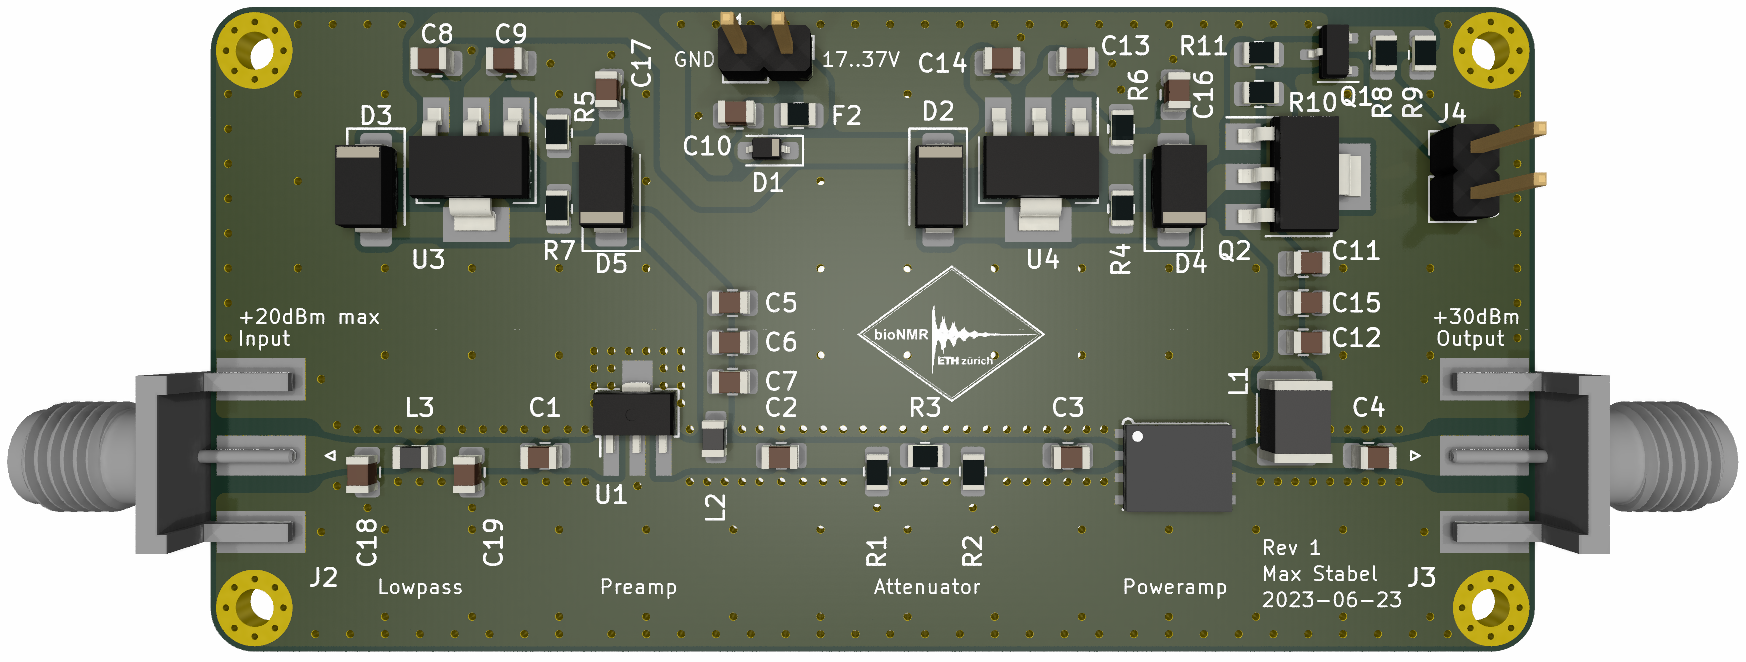 1
C8
C9
C17
GND
17..37V
C14
C13
R6
C16
R11
R10
Q1
R8
R9
J4
D3
R5
C10
F2
D1
D2
U3
R7
D5
U4
R4
D4
Q2
C11
C15
C12
C5
C6
C7
bioNMR
ETH zürich
+20dBm max
Input
+30dBm
Output
L3
C1
C2
R3
C3
L1
C4
U1
L2
C18
C19
R1
R2
J2
J3
Lowpass
Preamp
Attenuator
Poweramp
Rev 1
Max Stabel
2023-06-23